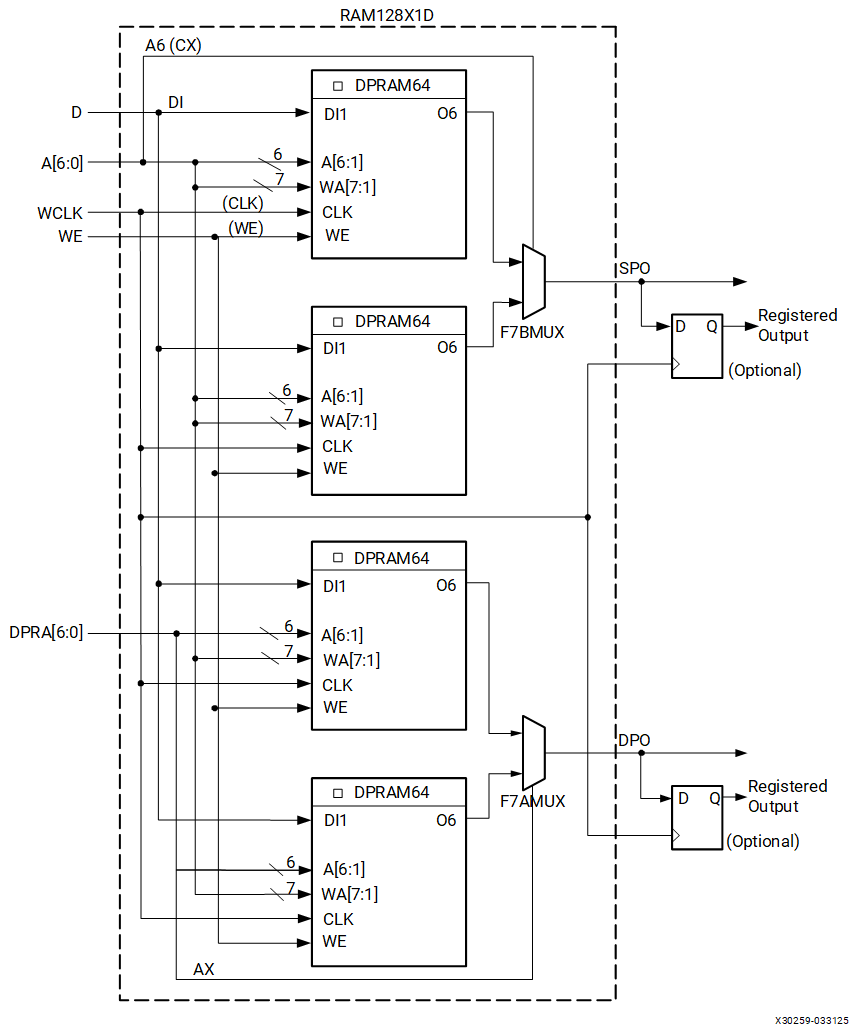 RAM128X1D
A6 (CX)
DPRAM64
D
DI
DI1
O6
A[6:0]
6
A[6:1]
7
WA[7:1]
WCLK
(CLK)
CLK
WE
(WE)
WE
SPO
DPRAM64
D
Q
Registered
Output
F7BMUX
DI1
O6
(Optional)
6
A[6:1]
7
WA[7:1]
CLK
WE
DPRAM64
DI1
O6
DPRA[6:0]
6
A[6:1]
7
WA[7:1]
CLK
WE
DPO
DPRAM64
D
Q
Registered
Output
F7AMUX
DI1
O6
(Optional)
6
A[6:1]
7
WA[7:1]
CLK
WE
AX
X30259-033125